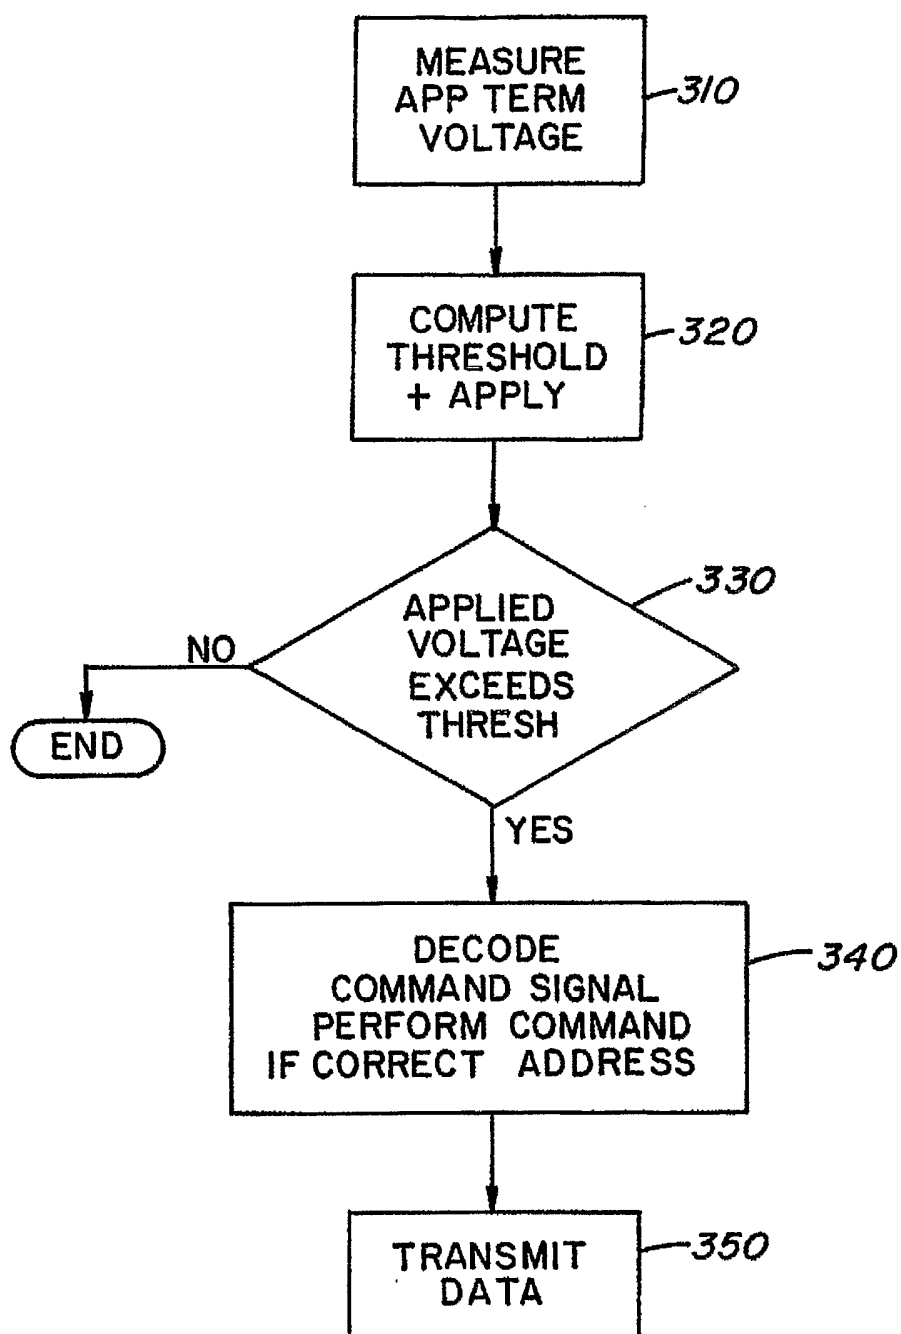 MEASURE
APP TERM
VOLTAGE
310
COMPUTE
THRESHOLD
+ APPLY
320
330
APPLIED
VOLTAGE
EXCEEDS
THRESH
NO
END
YES
DECODE
COMMAND SIGNAL
PERFORM COMMAND
IF CORRECT ADDRESS
340
TRANSMIT
DATA
350